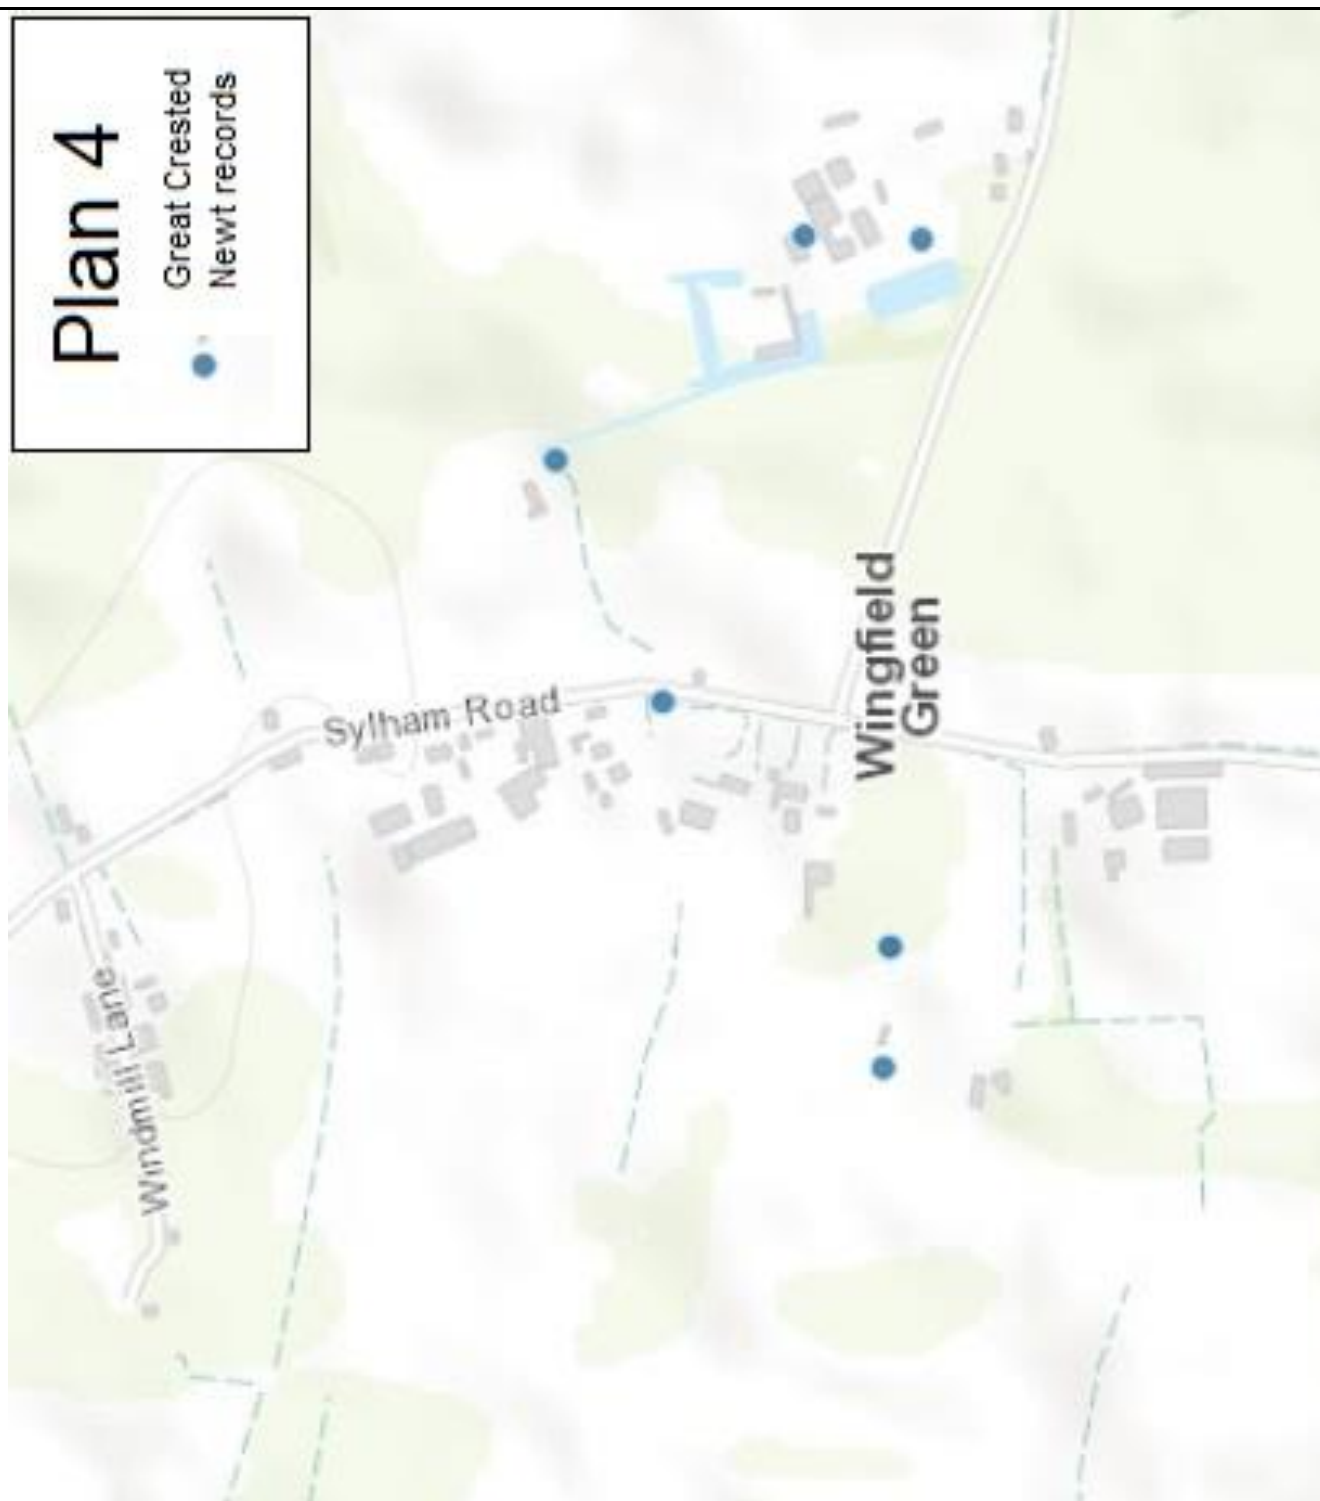 Plan 4
Great Crested
Newt records
Sylham Road
Windmill Lane
Wingfield
Green